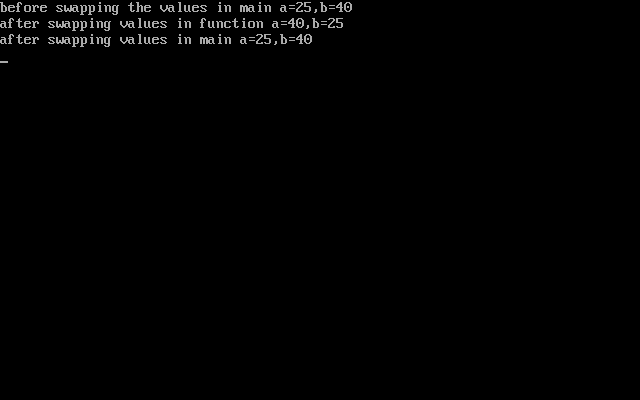 before swapping the values in main a=25,b=40
after swapping values in function a=40,b=25
after swapping values in main a=25,b=40